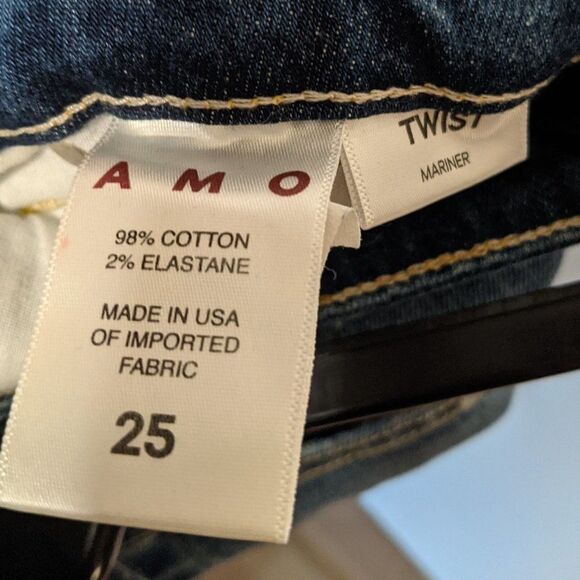 AMO
98% COTTON
2% ELASTANE
MADE IN USA
OF IMPORTED
FABRIC
25
TWIST
MARINER